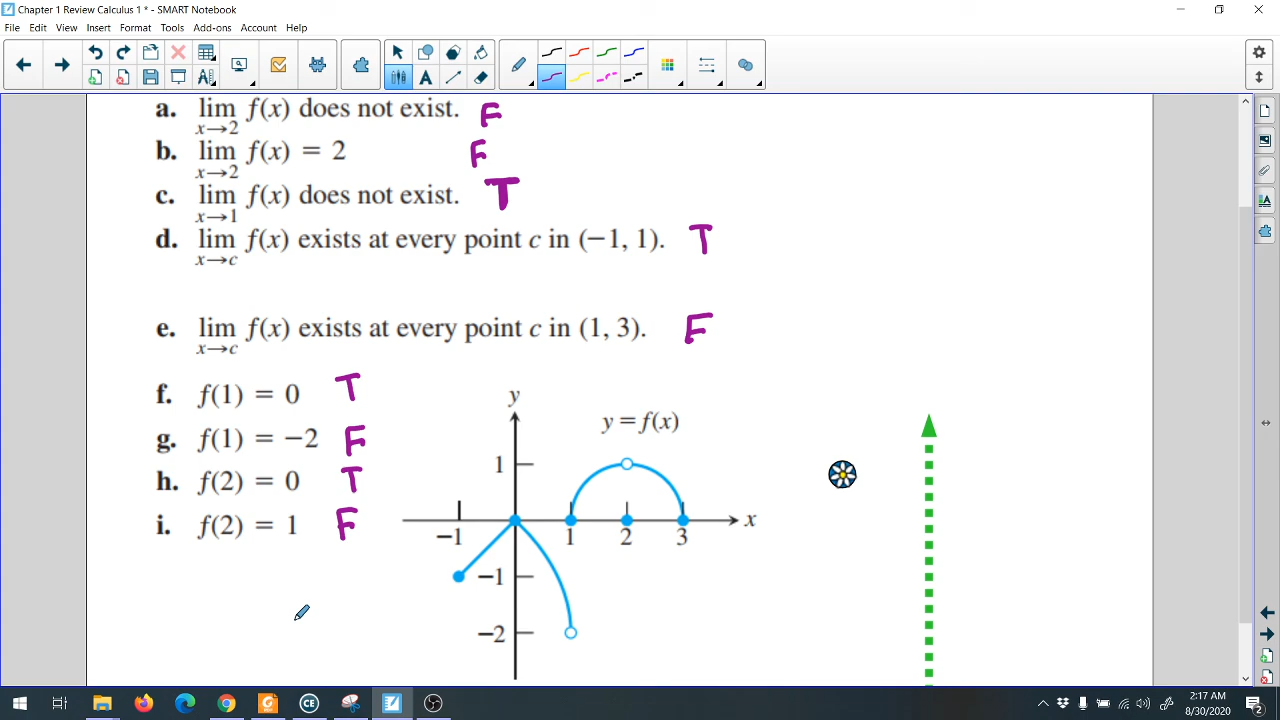 Chapter 1 Review Calculus 1 * - SMART Notebook
File Edit View Insert Format Tools Add-ons Account Help
a. lim f(x) does not exist. F
x→2
b. lim f(x) = 2 F
x→2
c. lim f(x) does not exist. T
x→1
d. lim f(x) exists at every point c in (−1, 1). T
x→c
e. lim f(x) exists at every point c in (1, 3). F
x→c
f. f(1) = 0 T
g. f(1) = −2 F
h. f(2) = 0 T
i. f(2) = 1 F
y
y = f(x)
1
x
−1 1 2 3
−1
−2
2:17 AM
8/30/2020